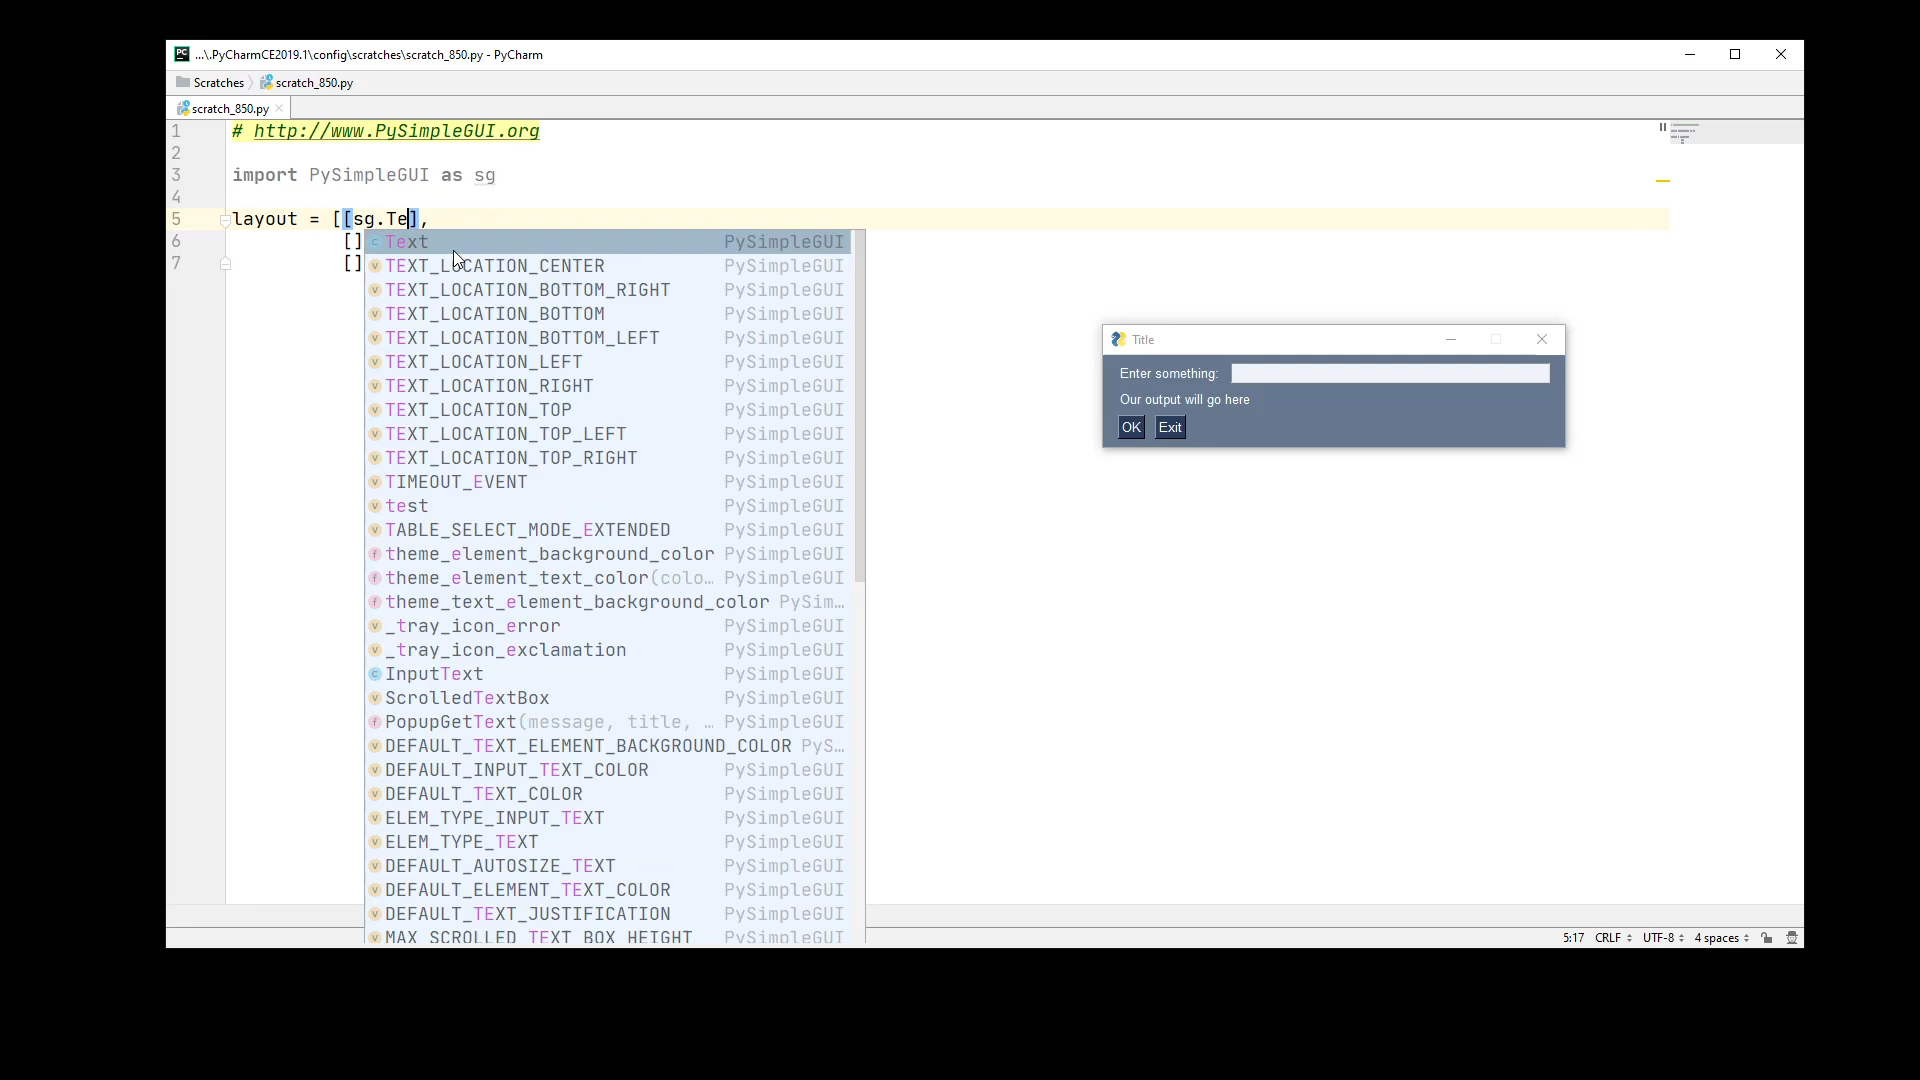 PC ...\.PyCharmCE2019.1\config\scratches\scratch_850.py - PyCharm
Scratches scratch_850.py
scratch_850.py
1 # http://www.PySimpleGUI.org
2
3 import PySimpleGUI as sg
4
5 layout = [[sg.Te],
6 []
7 []
Text PySimpleGUI
TEXT_LOCATION_CENTER PySimpleGUI
TEXT_LOCATION_BOTTOM_RIGHT PySimpleGUI
TEXT_LOCATION_BOTTOM PySimpleGUI
TEXT_LOCATION_BOTTOM_LEFT PySimpleGUI
TEXT_LOCATION_LEFT PySimpleGUI
TEXT_LOCATION_RIGHT PySimpleGUI
TEXT_LOCATION_TOP PySimpleGUI
TEXT_LOCATION_TOP_LEFT PySimpleGUI
TEXT_LOCATION_TOP_RIGHT PySimpleGUI
TIMEOUT_EVENT PySimpleGUI
test PySimpleGUI
TABLE_SELECT_MODE_EXTENDED PySimpleGUI
theme_element_background_color PySimpleGUI
theme_element_text_color(colo… PySimpleGUI
theme_text_element_background_color PySim…
_tray_icon_error PySimpleGUI
_tray_icon_exclamation PySimpleGUI
InputText PySimpleGUI
ScrolledTextBox PySimpleGUI
PopupGetText(message, title, … PySimpleGUI
DEFAULT_TEXT_ELEMENT_BACKGROUND_COLOR PyS…
DEFAULT_INPUT_TEXT_COLOR PySimpleGUI
DEFAULT_TEXT_COLOR PySimpleGUI
ELEM_TYPE_INPUT_TEXT PySimpleGUI
ELEM_TYPE_TEXT PySimpleGUI
DEFAULT_AUTOSIZE_TEXT PySimpleGUI
DEFAULT_ELEMENT_TEXT_COLOR PySimpleGUI
DEFAULT_TEXT_JUSTIFICATION PySimpleGUI
MAX_SCROLLED_TEXT_BOX_HEIGHT PySimpleGUI
Title
Enter something:
Our output will go here
OK Exit
5:17 CRLF UTF-8 4 spaces